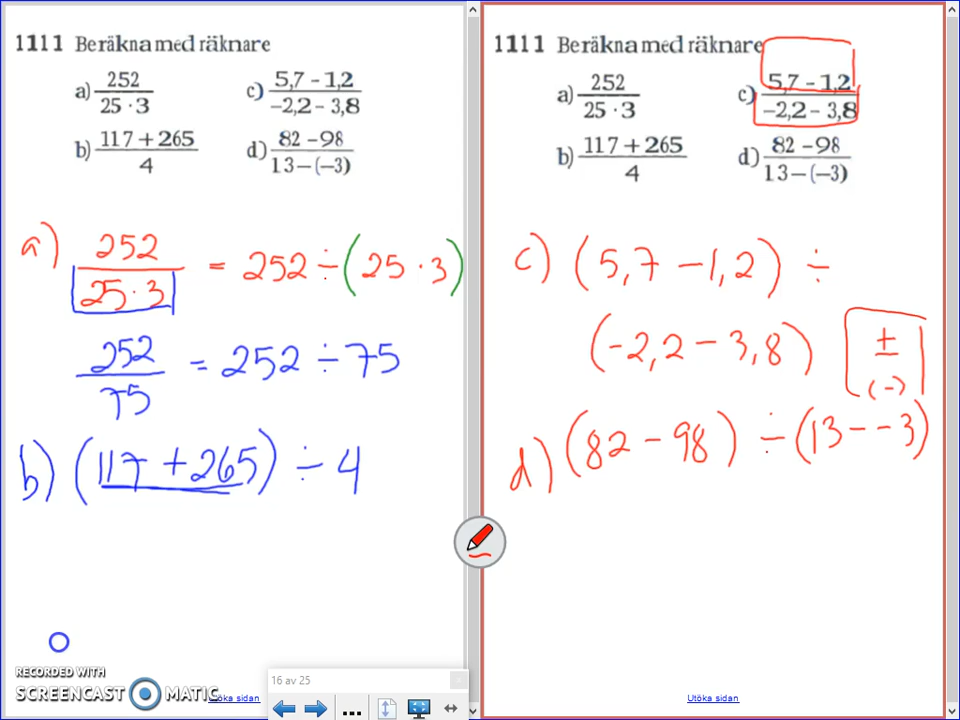 1111 Beräkna med räknare
a) 252 / 25 · 3
c) 5,7 – 1,2 / –2,2 – 3,8
b) 117 + 265 / 4
d) 82 – 98 / 13 – (–3)
a) 252 / 25 · 3 = 252 ÷ (25 · 3)
252 / 75 = 252 ÷ 75
b) (117 + 265) ÷ 4
RECORDED WITH
SCREENCAST MATIC
16 av 25
Utöka sidan
1111 Beräkna med räknare
a) 252 / 25 · 3
c) 5,7 – 1,2 / –2,2 – 3,8
b) 117 + 265 / 4
d) 82 – 98 / 13 – (–3)
c) (5,7 – 1,2) ÷
(-2,2 – 3,8)
±
(-)
d) (82 – 98) ÷ (13 - -3)
Utöka sidan